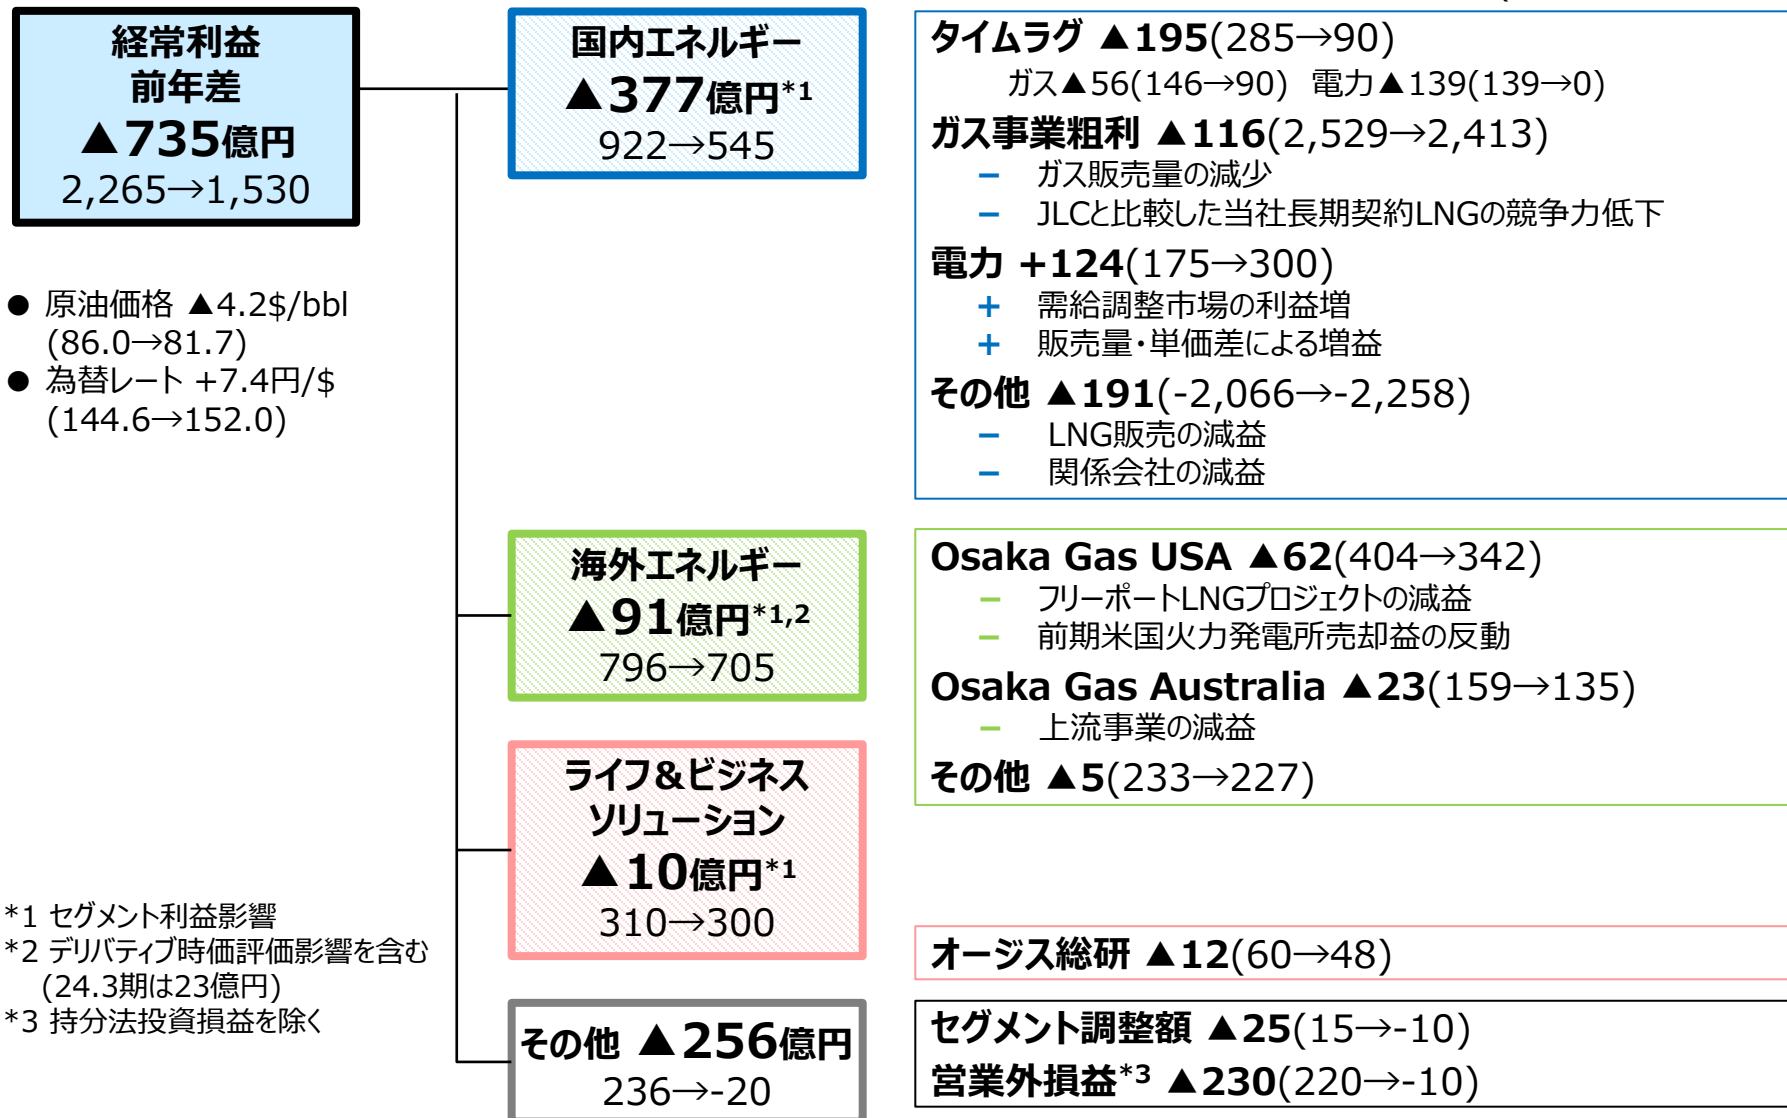 経常利益
前年差
▲735億円
2,265→1,530
● 原油価格 ▲4.2$/bbl
(86.0→81.7)
● 為替レート +7.4円/$
(144.6→152.0)
*1 セグメント利益影響
*2 デリバティブ時価評価影響を含む
(24.3期は23億円)
*3 持分法投資損益を除く
国内エネルギー
▲377億円*1
922→545
タイムラグ ▲195(285→90)
ガス▲56(146→90) 電力▲139(139→0)
ガス事業粗利 ▲116(2,529→2,413)
− ガス販売量の減少
− JLCと比較した当社長期契約LNGの競争力低下
電力 +124(175→300)
+ 需給調整市場の利益増
+ 販売量・単価差による増益
その他 ▲191(-2,066→-2,258)
− LNG販売の減益
− 関係会社の減益
海外エネルギー
▲91億円*1,2
796→705
Osaka Gas USA ▲62(404→342)
− フリーポートLNGプロジェクトの減益
− 前期米国火力発電所売却益の反動
Osaka Gas Australia ▲23(159→135)
− 上流事業の減益
その他 ▲5(233→227)
ライフ&ビジネス
ソリューション
▲10億円*1
310→300
オージス総研 ▲12(60→48)
その他 ▲256億円
236→-20
セグメント調整額 ▲25(15→-10)
営業外損益*3 ▲230(220→-10)